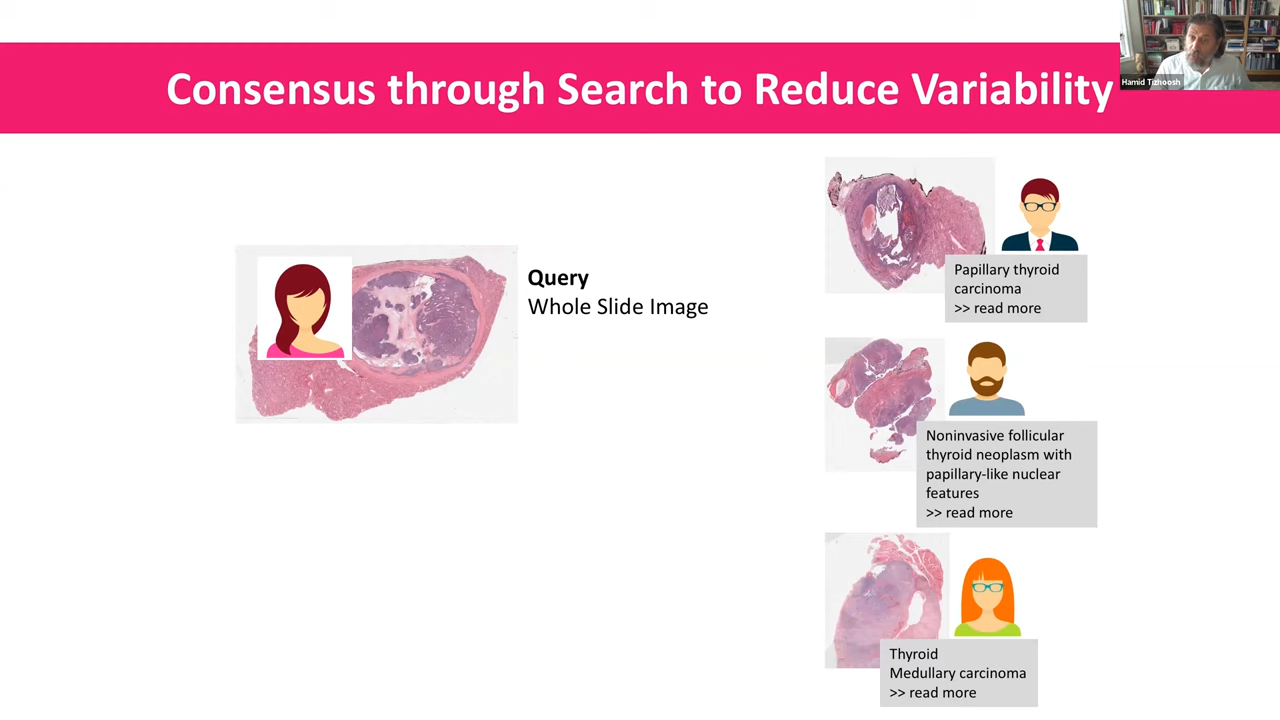 Consensus through Search to Reduce Variability
Hamid Tizhoosh
Query
Whole Slide Image
Papillary thyroid
carcinoma
>> read more
Noninvasive follicular
thyroid neoplasm with
papillary-like nuclear
features
>> read more
Thyroid
Medullary carcinoma
>> read more